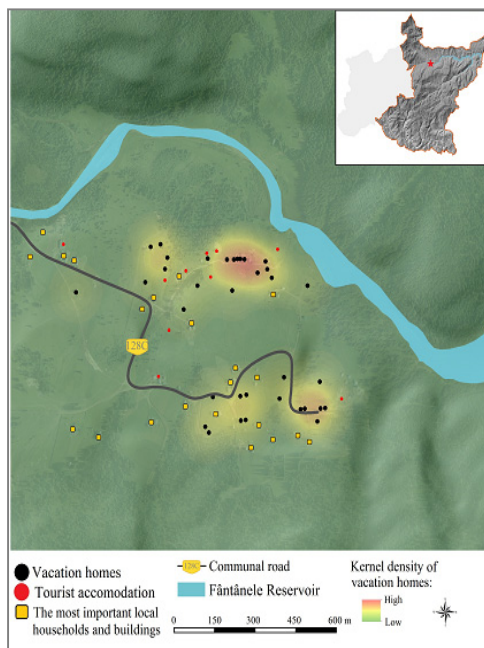 128C
Vacation homes
Tourist accomodation
The most important local
households and buildings
128C
Communal road
Fântânele Reservoir
0 150 300 450 600
m
Kernel density of
vacation homes:
High
Low